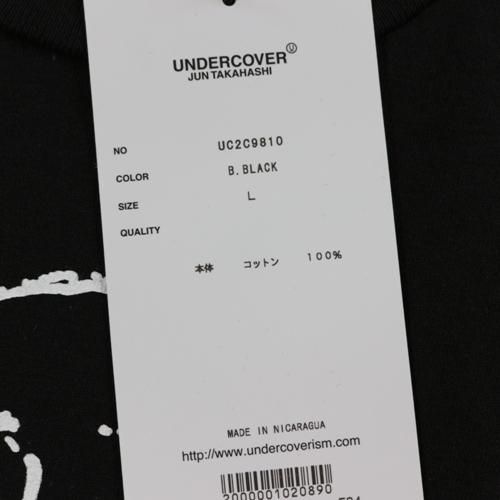 UNDERCOVER Ⓤ
JUN TAKAHASHI
NO UC2C9810
COLOR B.BLACK
SIZE L
QUALITY
本体 コットン 100%
MADE IN NICARAGUA
http://www.undercoverism.com
2000001020890